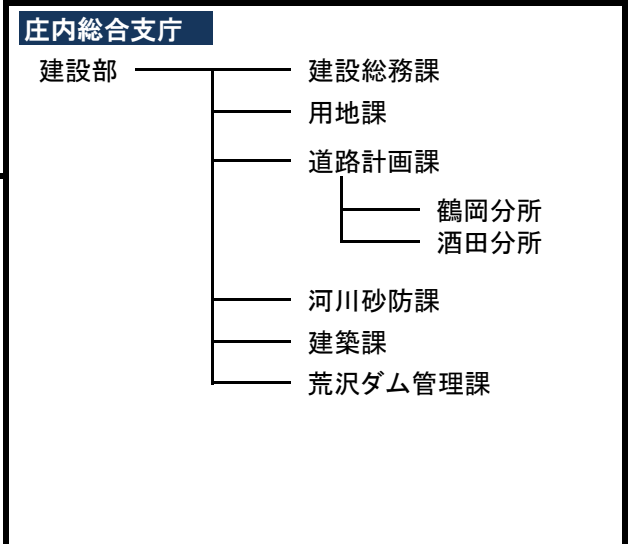 庄内総合支庁
建設部
建設総務課
用地課
道路計画課
鶴岡分所
酒田分所
河川砂防課
建築課
荒沢ダム管理課